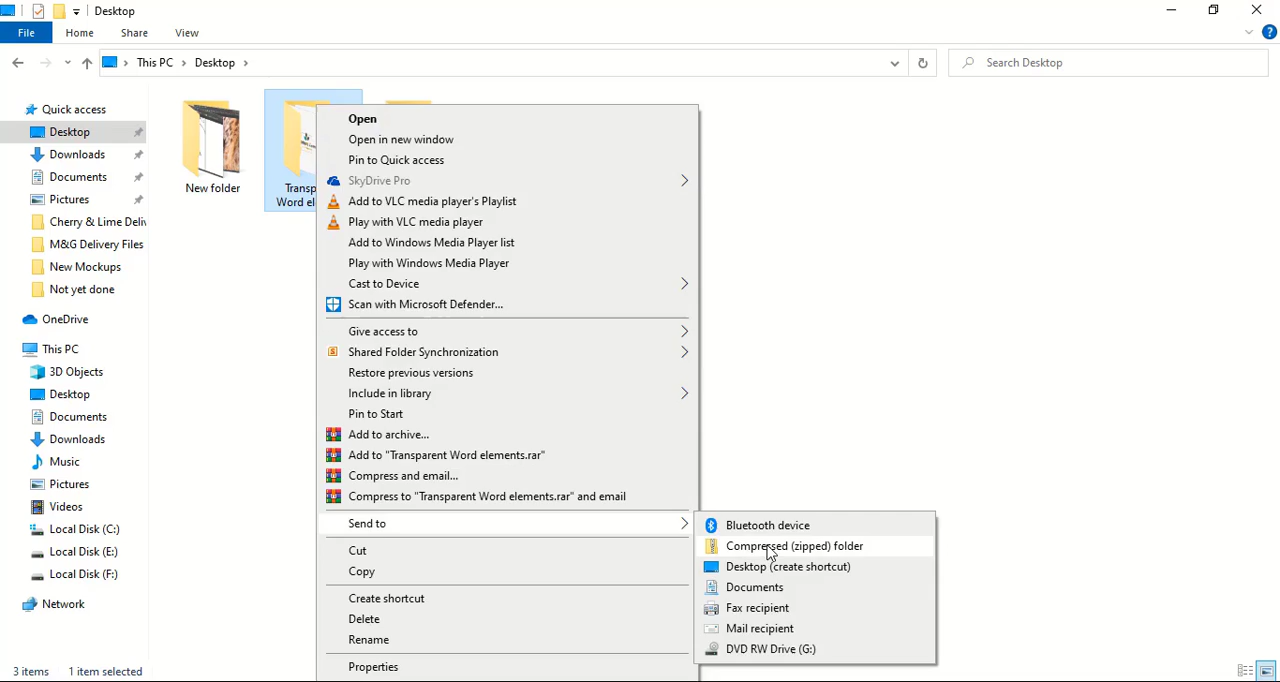 Desktop
File Home Share View
This PC Desktop
Search Desktop
Quick access
Desktop
Downloads
Documents
Pictures
Cherry & Lime Deliv
M&G Delivery Files
New Mockups
Not yet done
OneDrive
This PC
3D Objects
Desktop
Documents
Downloads
Music
Pictures
Videos
Local Disk (C:)
Local Disk (E:)
Local Disk (F:)
Network
New folder
Transp
Word el
Open
Open in new window
Pin to Quick access
SkyDrive Pro
Add to VLC media player's Playlist
Play with VLC media player
Add to Windows Media Player list
Play with Windows Media Player
Cast to Device
Scan with Microsoft Defender...
Give access to
Shared Folder Synchronization
Restore previous versions
Include in library
Pin to Start
Add to archive...
Add to "Transparent Word elements.rar"
Compress and email...
Compress to "Transparent Word elements.rar" and email
Send to
Cut
Copy
Create shortcut
Delete
Rename
Properties
Bluetooth device
Compressed (zipped) folder
Desktop (create shortcut)
Documents
Fax recipient
Mail recipient
DVD RW Drive (G:)
3 items 1 item selected